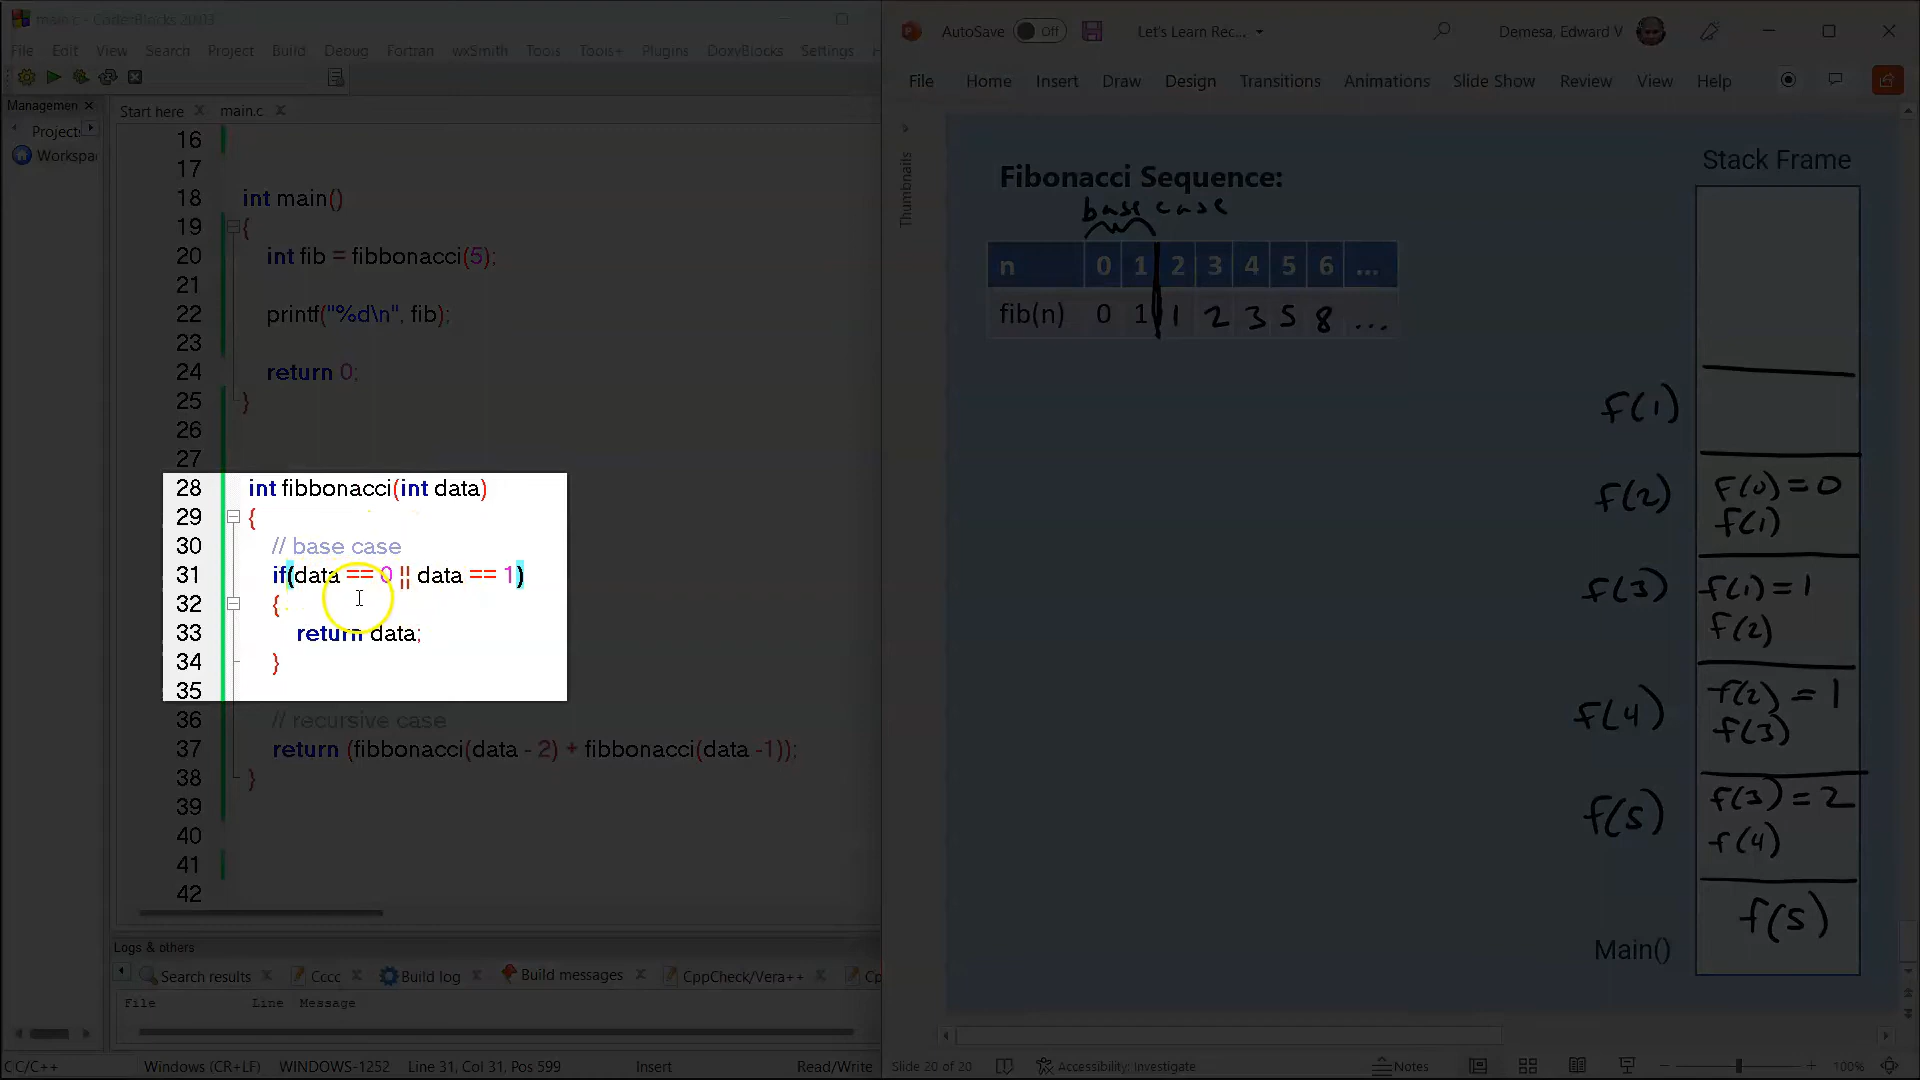 main.c - Code::Blocks 20.03
File Edit View Search Project Build Debug Fortran wxSmith Tools Tools+ Plugins DoxyBlocks Settings
Managemen
Projects
Workspa
Start here
main.c
16
17
18 int main()
19 {
20 int fib = fibbonacci(5);
21
22 printf("%d\n", fib);
23
24 return 0;
25 }
26
27
28 int fibbonacci(int data)
29 {
30 // base case
31 if(data == 0 || data == 1)
32 {
33 return data;
34 }
35
36 // recursive case
37 return (fibbonacci(data - 2) + fibbonacci(data -1));
38 }
39
40
41
42
Logs & others
Search results Cccc Build log Build messages CppCheck/Vera++ Cp
File Line Message
C/C++ Windows (CR+LF) WINDOWS-1252 Line 31, Col 31, Pos 599 Insert Read/Write
AutoSave Off Let's Learn Rec... Demesa, Edward V
File Home Insert Draw Design Transitions Animations Slide Show Review View Help
Thumbnails
Fibonacci Sequence:
base case
n 0 1 2 3 4 5 6 ...
fib(n) 0 1 1 2 3 5 8 ...
Stack Frame
f(1)
f(2)
f(0) = 0
f(1)
f(3)
f(1) = 1
f(2)
f(4)
f(2) = 1
f(3)
f(5)
f(3) = 2
f(4)
Main()
f(5)
Slide 20 of 20 Accessibility: Investigate Notes 100%